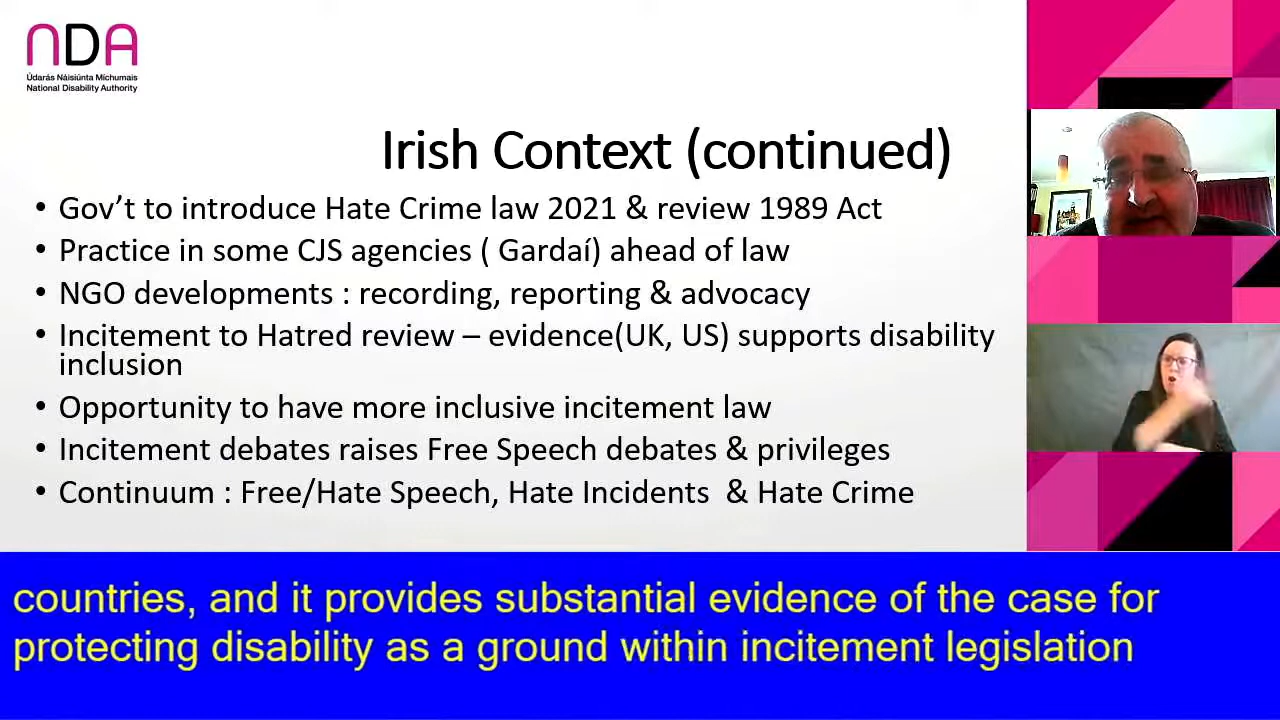 NDA
Údarás Náisiúnta Míchumais
National Disability Authority
Irish Context (continued)
• Gov’t to introduce Hate Crime law 2021 & review 1989 Act
• Practice in some CJS agencies ( Gardaí) ahead of law
• NGO developments : recording, reporting & advocacy
• Incitement to Hatred review – evidence(UK, US) supports disability
inclusion
• Opportunity to have more inclusive incitement law
• Incitement debates raises Free Speech debates & privileges
• Continuum : Free/Hate Speech, Hate Incidents & Hate Crime
countries, and it provides substantial evidence of the case for
protecting disability as a ground within incitement legislation